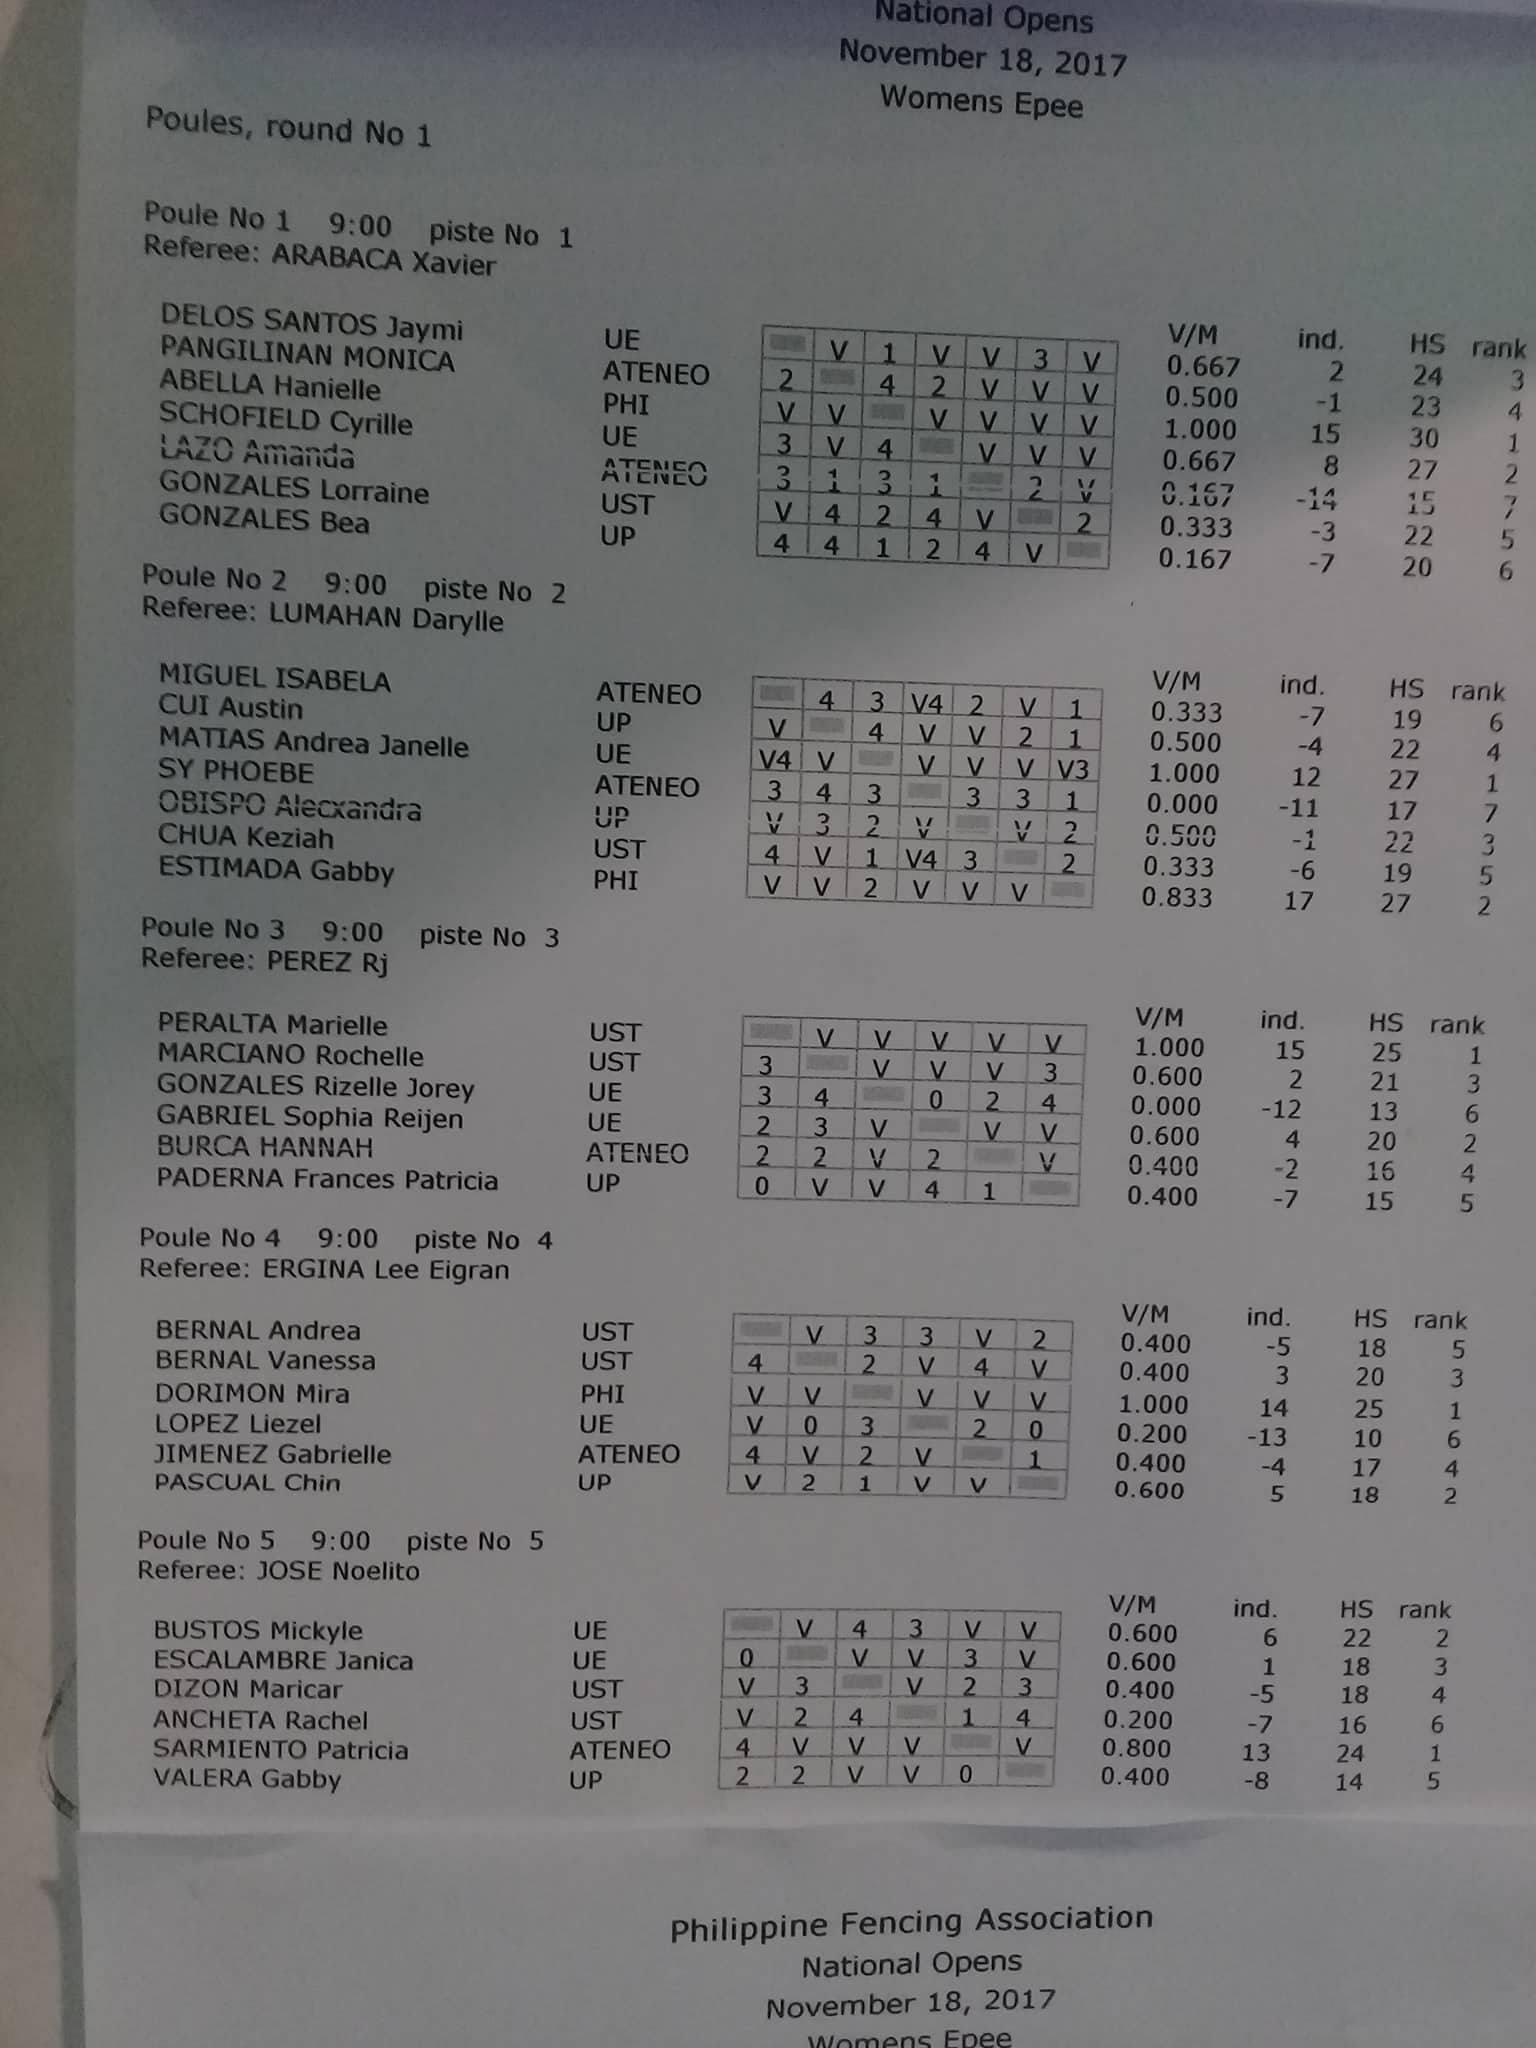 National Opens
November 18, 2017
Womens Epee
Poules, round No 1
Poule No 1 9:00 piste No 1
Referee: ARABACA Xavier
V/M ind. HS rank
DELOS SANTOS Jaymi UE V 1 V V 3 V 0.667 2 24 3
PANGILINAN MONICA ATENEO 2 4 2 V V V 0.500 -1 23 4
ABELLA Hanielle PHI V V V V V V 1.000 15 30 1
SCHOFIELD Cyrille UE 3 V 4 V V V 0.667 8 27 2
LAZO Amanda ATENEO 3 1 3 1 2 V 0.167 -14 15 7
GONZALES Lorraine UST V 4 2 4 V 2 0.333 -3 22 5
GONZALES Bea UP 4 4 1 2 4 V 0.167 -7 20 6
Poule No 2 9:00 piste No 2
Referee: LUMAHAN Darylle
V/M ind. HS rank
MIGUEL ISABELA ATENEO 4 3 V4 2 V 1 0.333 -7 19 6
CUI Austin UP V 4 V V 2 1 0.500 -4 22 4
MATIAS Andrea Janelle UE V4 V V V V V3 1.000 12 27 1
SY PHOEBE ATENEO 3 4 3 3 3 1 0.000 -11 17 7
OBISPO Alecxandra UP V 3 2 V V 2 0.500 -1 22 3
CHUA Keziah UST 4 V 1 V4 3 2 0.333 -6 19 5
ESTIMADA Gabby PHI V V 2 V V V 0.833 17 27 2
Poule No 3 9:00 piste No 3
Referee: PEREZ Rj
V/M ind. HS rank
PERALTA Marielle UST V V V V V 1.000 15 25 1
MARCIANO Rochelle UST 3 V V V 3 0.600 2 21 3
GONZALES Rizelle Jorey UE 3 4 0 2 4 0.000 -12 13 6
GABRIEL Sophia Reijen UE 2 3 V V V 0.600 4 20 2
BURCA HANNAH ATENEO 2 2 V 2 V 0.400 -2 16 4
PADERNA Frances Patricia UP 0 V V 4 1 0.400 -7 15 5
Poule No 4 9:00 piste No 4
Referee: ERGINA Lee Eigran
V/M ind. HS rank
BERNAL Andrea UST V 3 3 V 2 0.400 -5 18 5
BERNAL Vanessa UST 4 2 V 4 V 0.400 3 20 3
DORIMON Mira PHI V V V V V 1.000 14 25 1
LOPEZ Liezel UE V 0 3 2 0 0.200 -13 10 6
JIMENEZ Gabrielle ATENEO 4 V 2 V 1 0.400 -4 17 4
PASCUAL Chin UP V 2 1 V V 0.600 5 18 2
Poule No 5 9:00 piste No 5
Referee: JOSE Noelito
V/M ind. HS rank
BUSTOS Mickyle UE V 4 3 V V 0.600 6 22 2
ESCALAMBRE Janica UE 0 V V 3 V 0.600 1 18 3
DIZON Maricar UST V 3 V 2 3 0.400 -5 18 4
ANCHETA Rachel UST V 2 4 1 4 0.200 -7 16 6
SARMIENTO Patricia ATENEO 4 V V V V 0.800 13 24 1
VALERA Gabby UP 2 2 V V 0 0.400 -8 14 5
Philippine Fencing Association
National Opens
November 18, 2017
Womens Epee